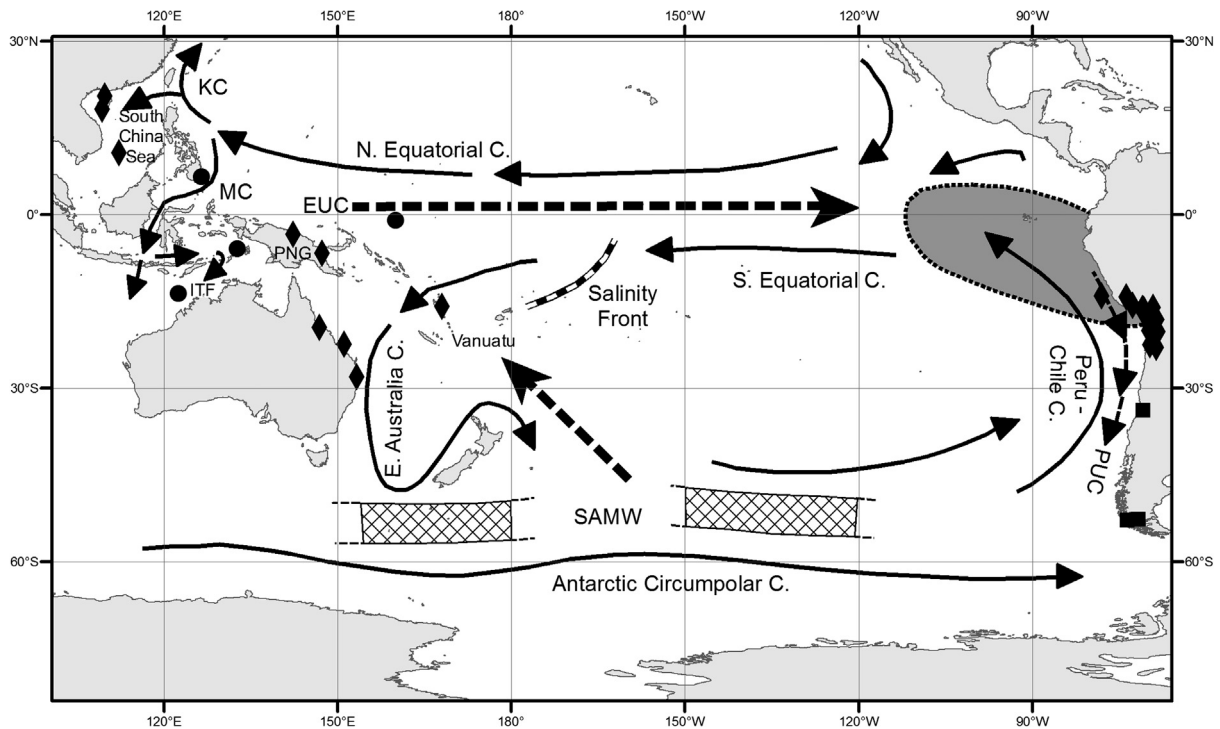 120°E 150°E 180° 150°W 120°W 90°W
30°N 30°N
KC
South
China
Sea
N. Equatorial C.
MC
EUC
0° 0°
PNG
ITF
S. Equatorial C.
Salinity
Front
Vanuatu
E. Australia C.
Peru -
Chile C.
30°S 30°S
PUC
SAMW
60°S 60°S
Antarctic Circumpolar C.
120°E 150°E 180° 150°W 120°W 90°W